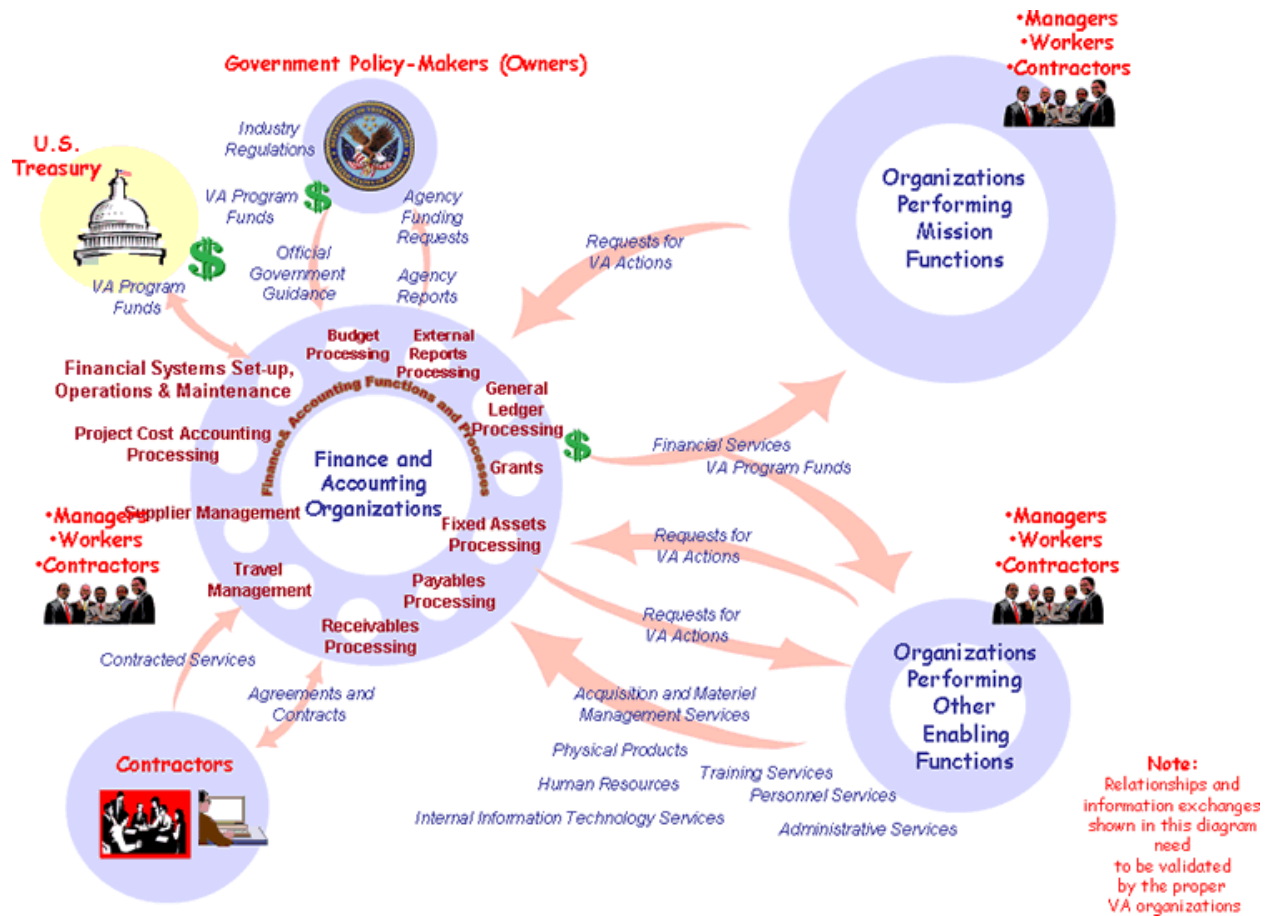 •Managers
•Workers
•Contractors
Government Policy-Makers (Owners)
U.S.
Treasury
Industry
Regulations
VA Program
Funds
$
Agency
Funding
Requests
Official
Government
Guidance
Agency
Reports
$
VA Program
Funds
Organizations
Performing
Mission
Functions
Requests for
VA Actions
Budget
Processing
External
Reports
Processing
Financial Systems Set-up,
Operations & Maintenance
General
Ledger
Processing
$
Project Cost Accounting
Processing
Finance & Accounting Functions and Processes
Grants
Finance and
Accounting
Organizations
Supplier Management
Fixed Assets
Processing
Travel
Management
Payables
Processing
Receivables
Processing
•Managers
•Workers
•Contractors
Financial Services
VA Program Funds
Requests for
VA Actions
Requests for
VA Actions
•Managers
•Workers
•Contractors
Organizations
Performing
Other
Enabling
Functions
Contracted Services
Agreements and
Contracts
Contractors
Acquisition and Materiel
Management Services
Physical Products
Training Services
Human Resources
Personnel Services
Internal Information Technology Services
Administrative Services
Note:
Relationships and
information exchanges
shown in this diagram
need
to be validated
by the proper
VA organizations